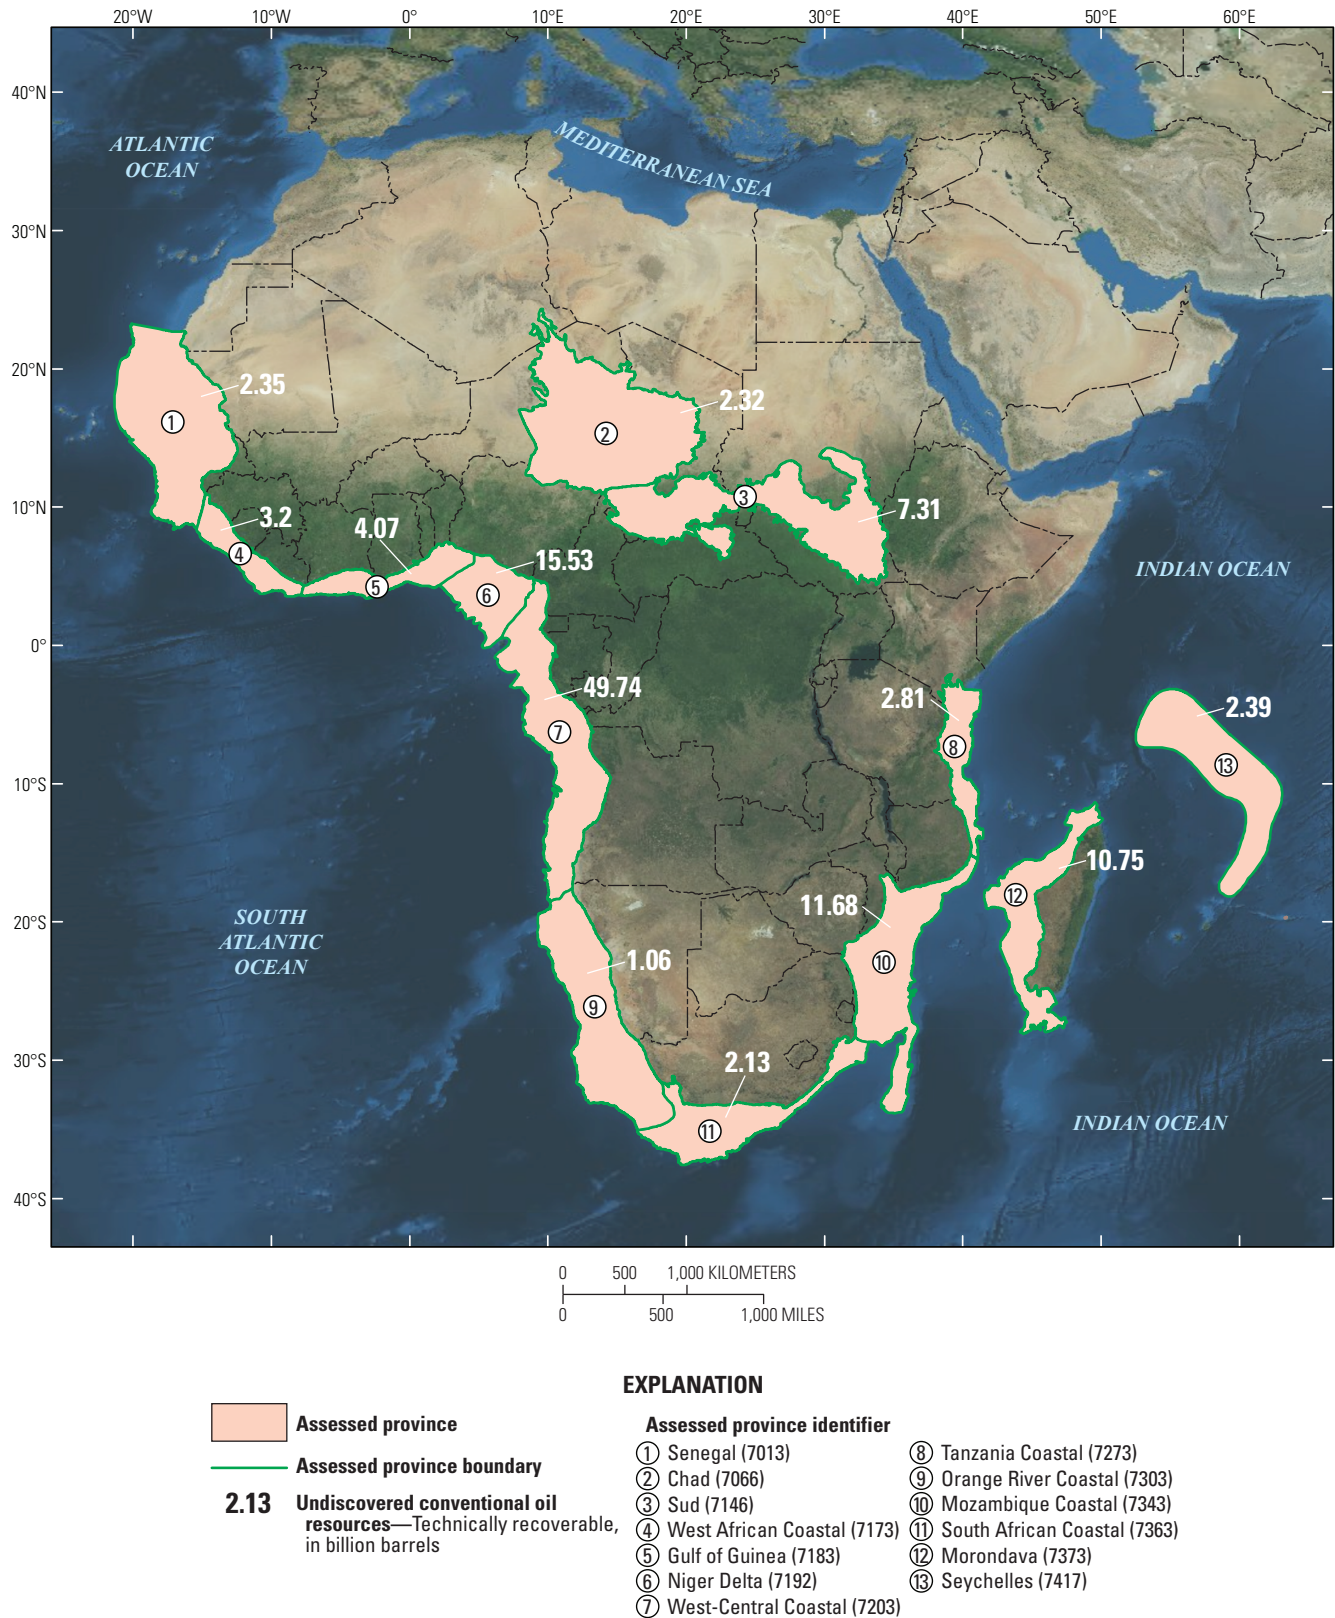 20°W 10°W 0° 10°E 20°E 30°E 40°E 50°E 60°E
40°N
ATLANTIC
OCEAN
MEDITERRANEAN SEA
30°N
20°N
2.35
1
2.32
2
10°N
3
7.31
3.2
4.07
4
15.53
5
6
INDIAN OCEAN
0°
49.74
7
2.81
8
2.39
13
10°S
10.75
12
11.68
10
20°S
SOUTH
ATLANTIC
OCEAN
1.06
9
30°S
2.13
11
INDIAN OCEAN
40°S
0 500 1,000 KILOMETERS
0 500 1,000 MILES
EXPLANATION
Assessed province
Assessed province boundary
2.13 Undiscovered conventional oil
resources—Technically recoverable,
in billion barrels
Assessed province identifier
1 Senegal (7013)
2 Chad (7066)
3 Sud (7146)
4 West African Coastal (7173)
5 Gulf of Guinea (7183)
6 Niger Delta (7192)
7 West-Central Coastal (7203)
8 Tanzania Coastal (7273)
9 Orange River Coastal (7303)
10 Mozambique Coastal (7343)
11 South African Coastal (7363)
12 Morondava (7373)
13 Seychelles (7417)